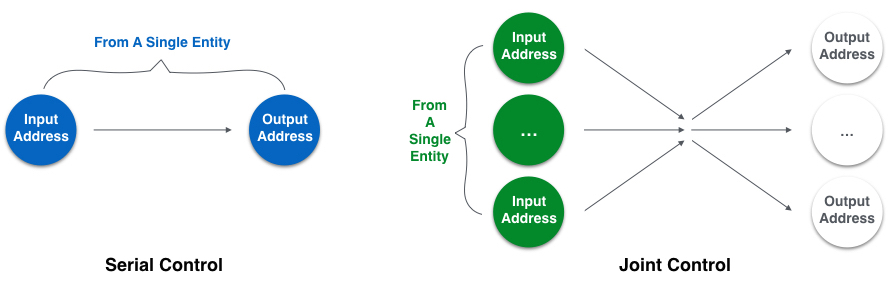 From A Single Entity
Input
Address
Output
Address
Serial Control
From
A
Single
Entity
Input
Address
...
Input
Address
Output
Address
...
Output
Address
Joint Control